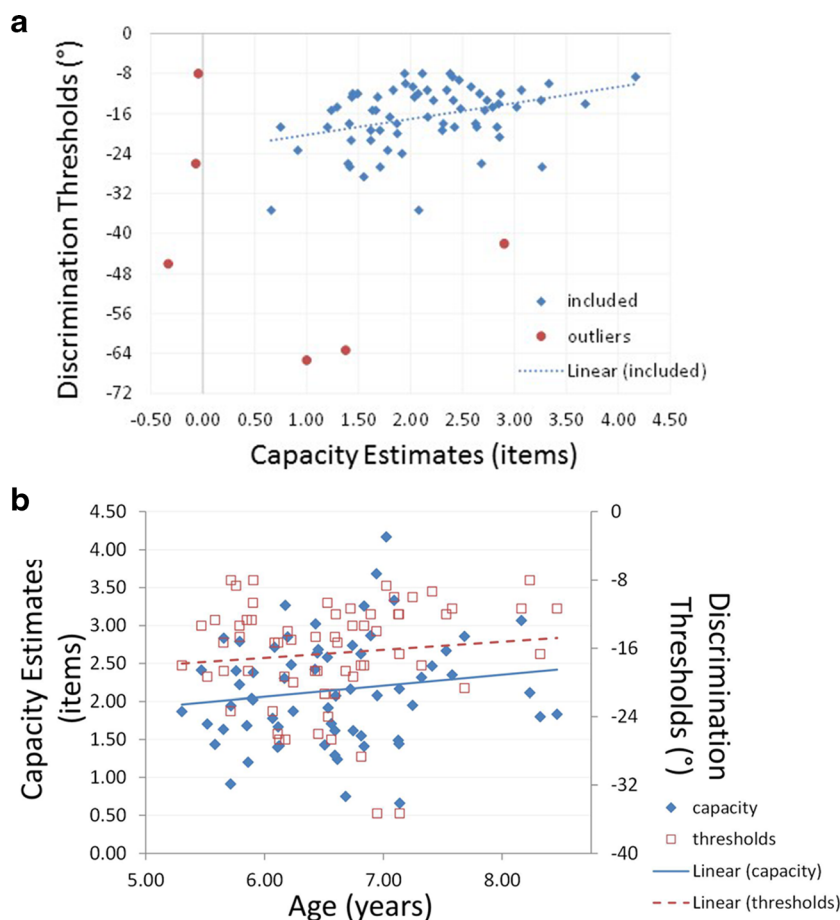 a
Discrimination Thresholds (°)
0
-8
-16
-24
-32
-40
-48
-56
-64
-72
included
outliers
Linear (included)
-0.50 0.00 0.50 1.00 1.50 2.00 2.50 3.00 3.50 4.00 4.50
Capacity Estimates (items)
b
Capacity Estimates
(items)
4.50
4.00
3.50
3.00
2.50
2.00
1.50
1.00
0.50
0.00
0
-8
-16
-24
-32
-40
Discrimination
Thresholds (°)
5.00 6.00 7.00 8.00
Age (years)
capacity
thresholds
Linear (capacity)
Linear (thresholds)